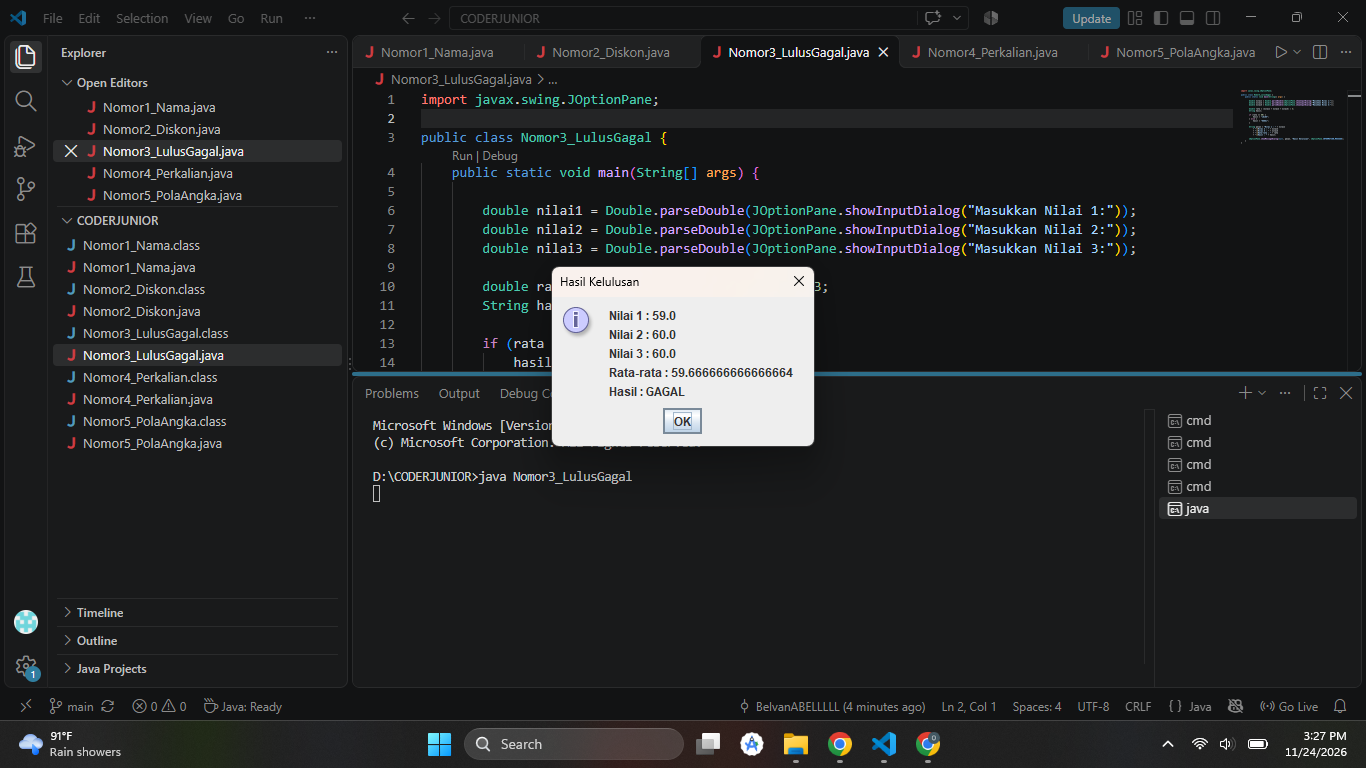 File Edit Selection View Go Run ···
CODERJUNIOR
Update
Explorer
Open Editors
Nomor1_Nama.java
Nomor2_Diskon.java
Nomor3_LulusGagal.java
Nomor4_Perkalian.java
Nomor5_PolaAngka.java
CODERJUNIOR
Nomor1_Nama.class
Nomor1_Nama.java
Nomor2_Diskon.class
Nomor2_Diskon.java
Nomor3_LulusGagal.class
Nomor3_LulusGagal.java
Nomor4_Perkalian.class
Nomor4_Perkalian.java
Nomor5_PolaAngka.class
Nomor5_PolaAngka.java
Timeline
Outline
Java Projects
1
Nomor1_Nama.java Nomor2_Diskon.java Nomor3_LulusGagal.java Nomor4_Perkalian.java Nomor5_PolaAngka.java
Nomor3_LulusGagal.java > ...
1 import javax.swing.JOptionPane;
2
3 public class Nomor3_LulusGagal {
Run | Debug
4 public static void main(String[] args) {
5
6 double nilai1 = Double.parseDouble(JOptionPane.showInputDialog("Masukkan Nilai 1:"));
7 double nilai2 = Double.parseDouble(JOptionPane.showInputDialog("Masukkan Nilai 2:"));
8 double nilai3 = Double.parseDouble(JOptionPane.showInputDialog("Masukkan Nilai 3:"));
9
10 double ra 3;
11 String ha
12
13 if (rata
14 hasil
Hasil Kelulusan
Nilai 1 : 59.0
Nilai 2 : 60.0
Nilai 3 : 60.0
Rata-rata : 59.666666666666664
Hasil : GAGAL
OK
Problems Output Debug C
Microsoft Windows [Version
(c) Microsoft Corporation.
D:\CODERJUNIOR>java Nomor3_LulusGagal
cmd
cmd
cmd
cmd
java
main 0 0 Java: Ready BelvanABELLLLL (4 minutes ago) Ln 2, Col 1 Spaces: 4 UTF-8 CRLF {} Java Go Live
91°F
Rain showers
Search
3:27 PM
11/24/2026